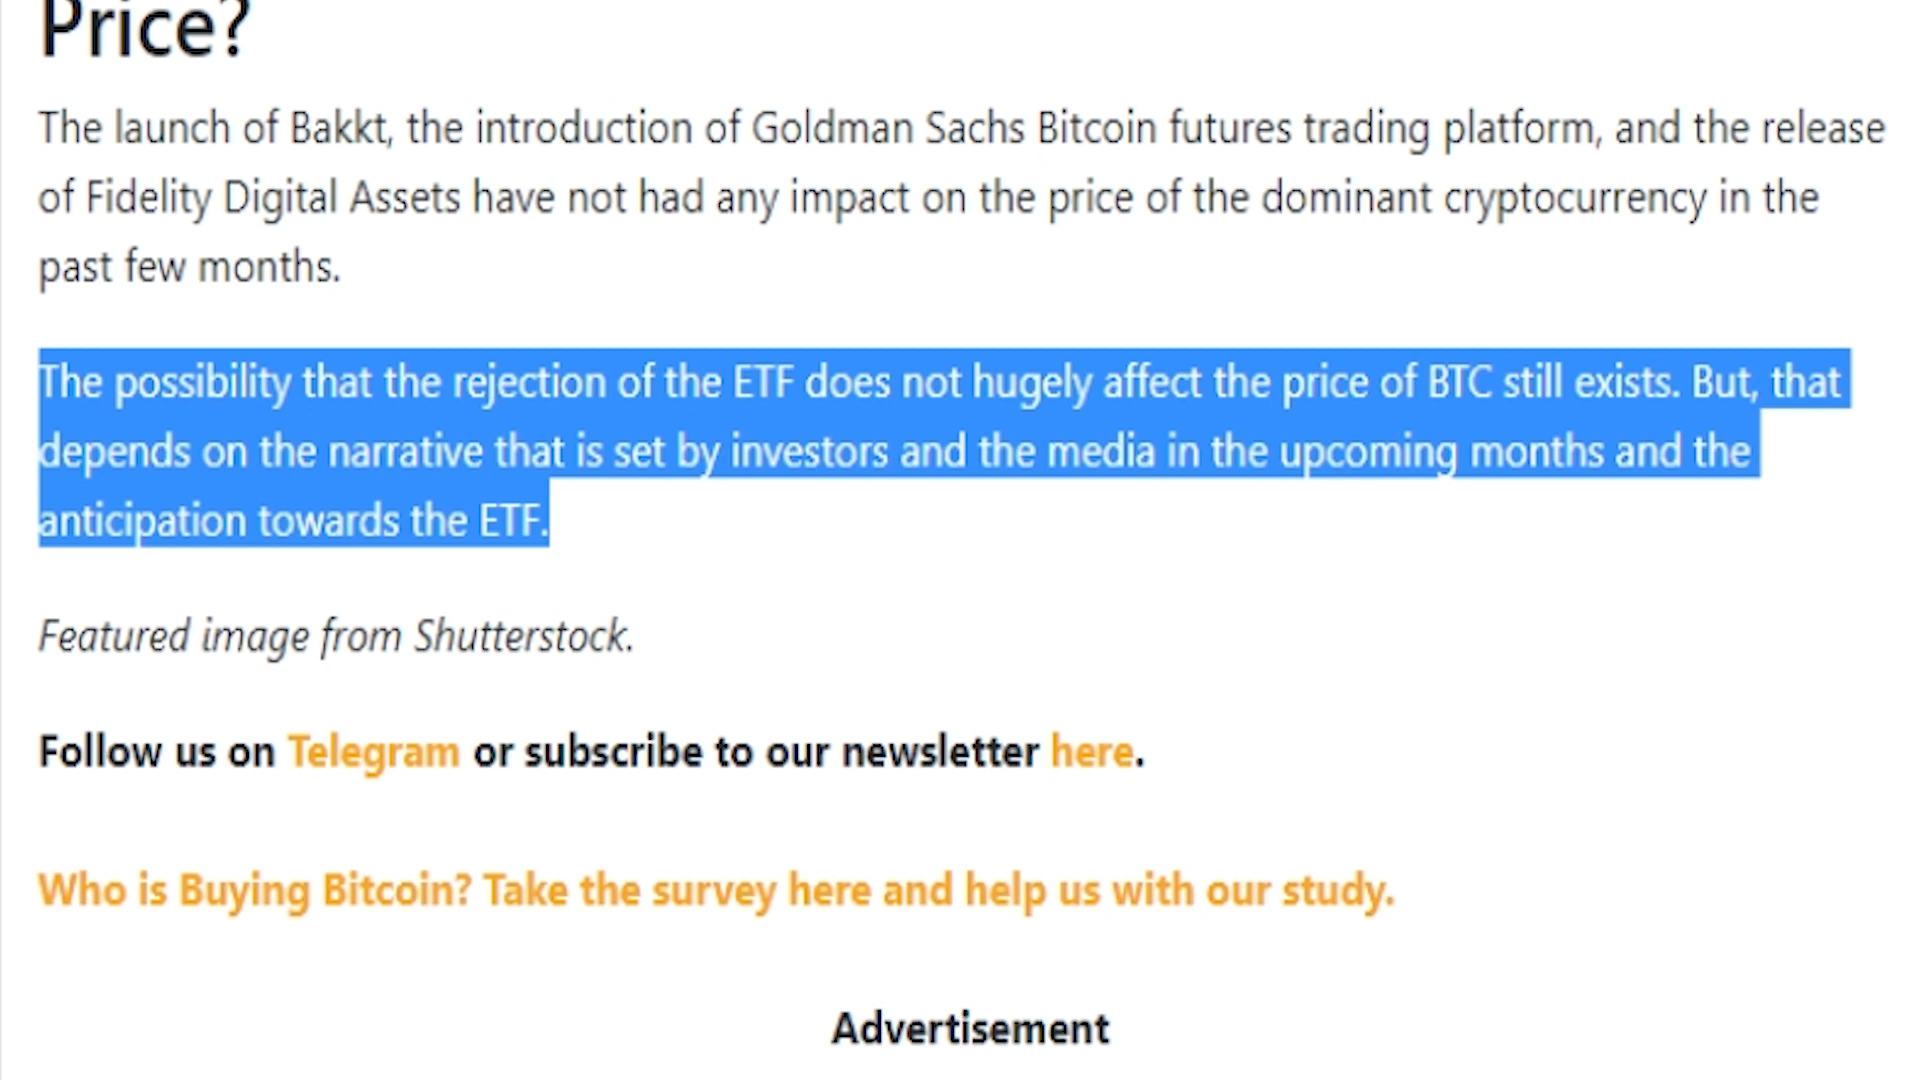 Price?
The launch of Bakkt, the introduction of Goldman Sachs Bitcoin futures trading platform, and the release
of Fidelity Digital Assets have not had any impact on the price of the dominant cryptocurrency in the
past few months.
The possibility that the rejection of the ETF does not hugely affect the price of BTC still exists. But, that
depends on the narrative that is set by investors and the media in the upcoming months and the
anticipation towards the ETF.
Featured image from Shutterstock.
Follow us on Telegram or subscribe to our newsletter here.
Who is Buying Bitcoin? Take the survey here and help us with our study.
Advertisement